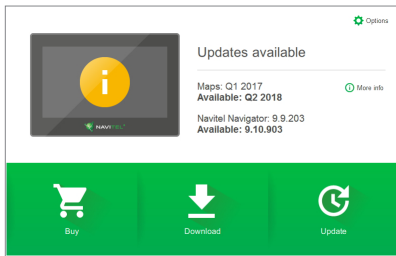 Options
Updates available
Maps: Q1 2017
Available: Q2 2018
More info
Navitel Navigator: 9.9.203
Available: 9.10.903
NAVITEL
Buy
Download
Update